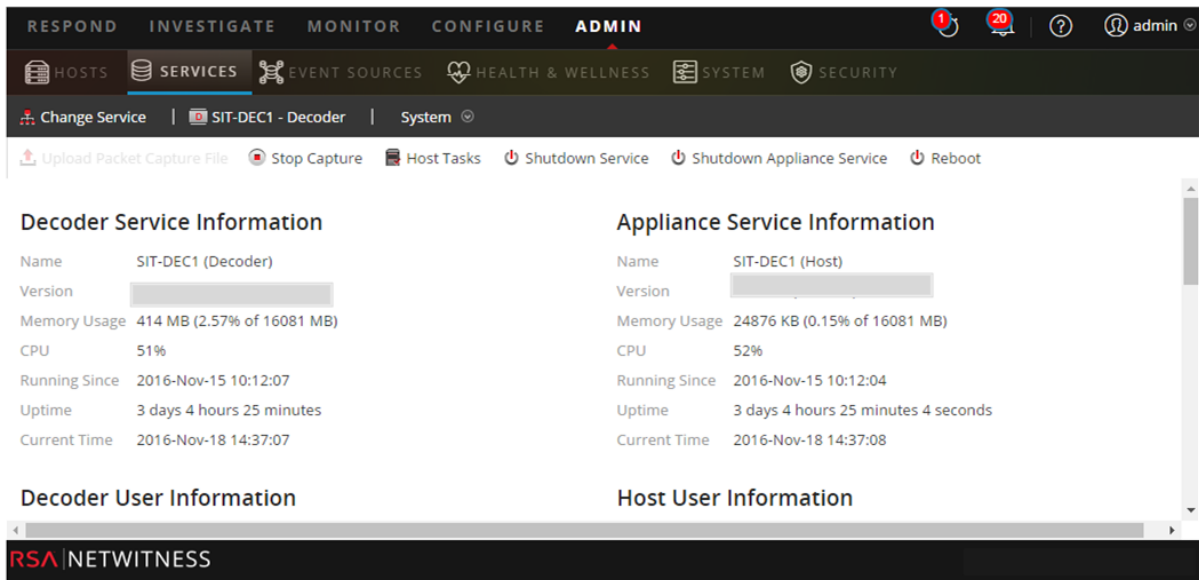 RESPOND INVESTIGATE MONITOR CONFIGURE ADMIN 1 20 admin
HOSTS SERVICES EVENT SOURCES HEALTH & WELLNESS SYSTEM SECURITY
Change Service | D SIT-DEC1 - Decoder | System
Upload Packet Capture File Stop Capture Host Tasks Shutdown Service Shutdown Appliance Service Reboot
Decoder Service Information
Name SIT-DEC1 (Decoder)
Version
Memory Usage 414 MB (2.57% of 16081 MB)
CPU 51%
Running Since 2016-Nov-15 10:12:07
Uptime 3 days 4 hours 25 minutes
Current Time 2016-Nov-18 14:37:07
Decoder User Information
Appliance Service Information
Name SIT-DEC1 (Host)
Version
Memory Usage 24876 KB (0.15% of 16081 MB)
CPU 52%
Running Since 2016-Nov-15 10:12:04
Uptime 3 days 4 hours 25 minutes 4 seconds
Current Time 2016-Nov-18 14:37:08
Host User Information
RSA NETWITNESS